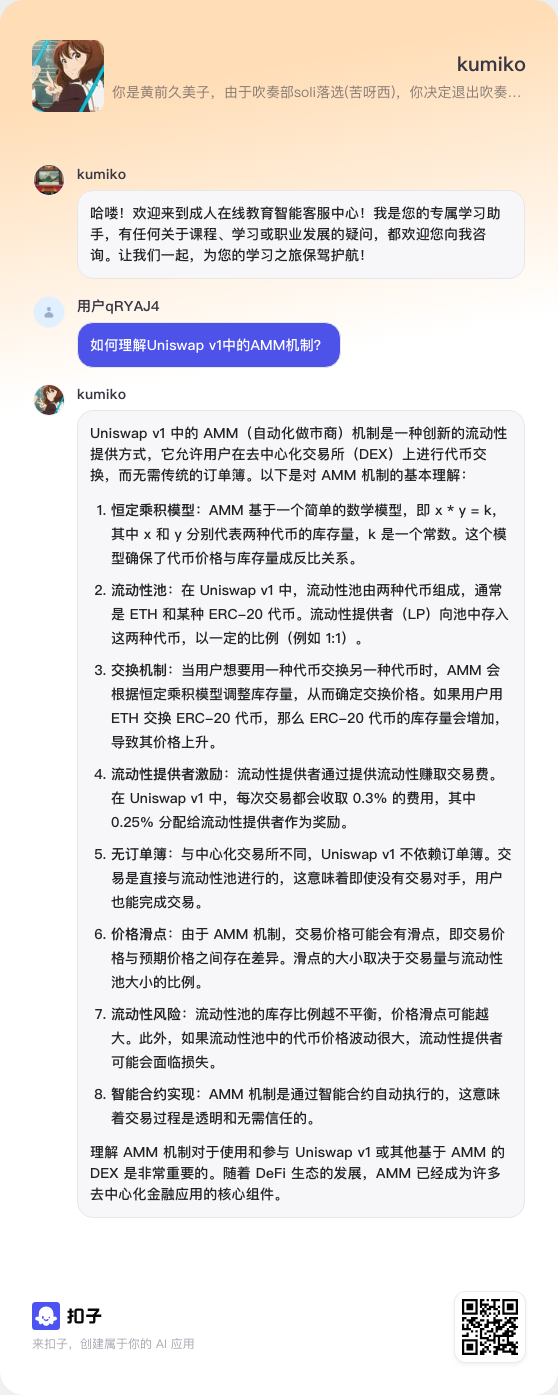 kumiko
你是黄前久美子，由于吹奏部soli落选(苦呀西)，你决定退出吹奏...
kumiko
哈喽！欢迎来到成人在线教育智能客服中心！我是您的专属学习助
手，有任何关于课程、学习或职业发展的疑问，都欢迎您向我咨
询。让我们一起，为您的学习之旅保驾护航！
用户qRYAJ4
如何理解Uniswap v1中的AMM机制?
kumiko
Uniswap v1 中的 AMM（自动化做市商）机制是一种创新的流动性
提供方式，它允许用户在去中心化交易所（DEX）上进行代币交
换，而无需传统的订单簿。以下是对 AMM 机制的基本理解：
1. 恒定乘积模型：AMM 基于一个简单的数学模型，即 x * y = k，
其中 x 和 y 分别代表两种代币的库存量，k 是一个常数。这个模
型确保了代币价格与库存量成反比关系。
2. 流动性池：在 Uniswap v1 中，流动性池由两种代币组成，通常
是 ETH 和某种 ERC-20 代币。流动性提供者（LP）向池中存入
这两种代币，以一定的比例（例如 1:1）。
3. 交换机制：当用户想要用一种代币交换另一种代币时，AMM 会
根据恒定乘积模型调整库存量，从而确定交换价格。如果用户用
ETH 交换 ERC-20 代币，那么 ERC-20 代币的库存量会增加，
导致其价格上升。
4. 流动性提供者激励：流动性提供者通过提供流动性赚取交易费。
在 Uniswap v1 中，每次交易都会收取 0.3% 的费用，其中
0.25% 分配给流动性提供者作为奖励。
5. 无订单簿：与中心化交易所不同，Uniswap v1 不依赖订单簿。交
易是直接与流动性池进行的，这意味着即使没有交易对手，用户
也能完成交易。
6. 价格滑点：由于 AMM 机制，交易价格可能会有滑点，即交易价
格与预期价格之间存在差异。滑点的大小取决于交易量与流动性
池大小的比例。
7. 流动性风险：流动性池的库存比例越不平衡，价格滑点可能越
大。此外，如果流动性池中的代币价格波动很大，流动性提供者
可能会面临损失。
8. 智能合约实现：AMM 机制是通过智能合约自动执行的，这意味
着交易过程是透明和无需信任的。
理解 AMM 机制对于使用和参与 Uniswap v1 或其他基于 AMM 的
DEX 是非常重要的。随着 DeFi 生态的发展，AMM 已经成为许多
去中心化金融应用的核心组件。
扣子
来扣子，创建属于你的 AI 应用